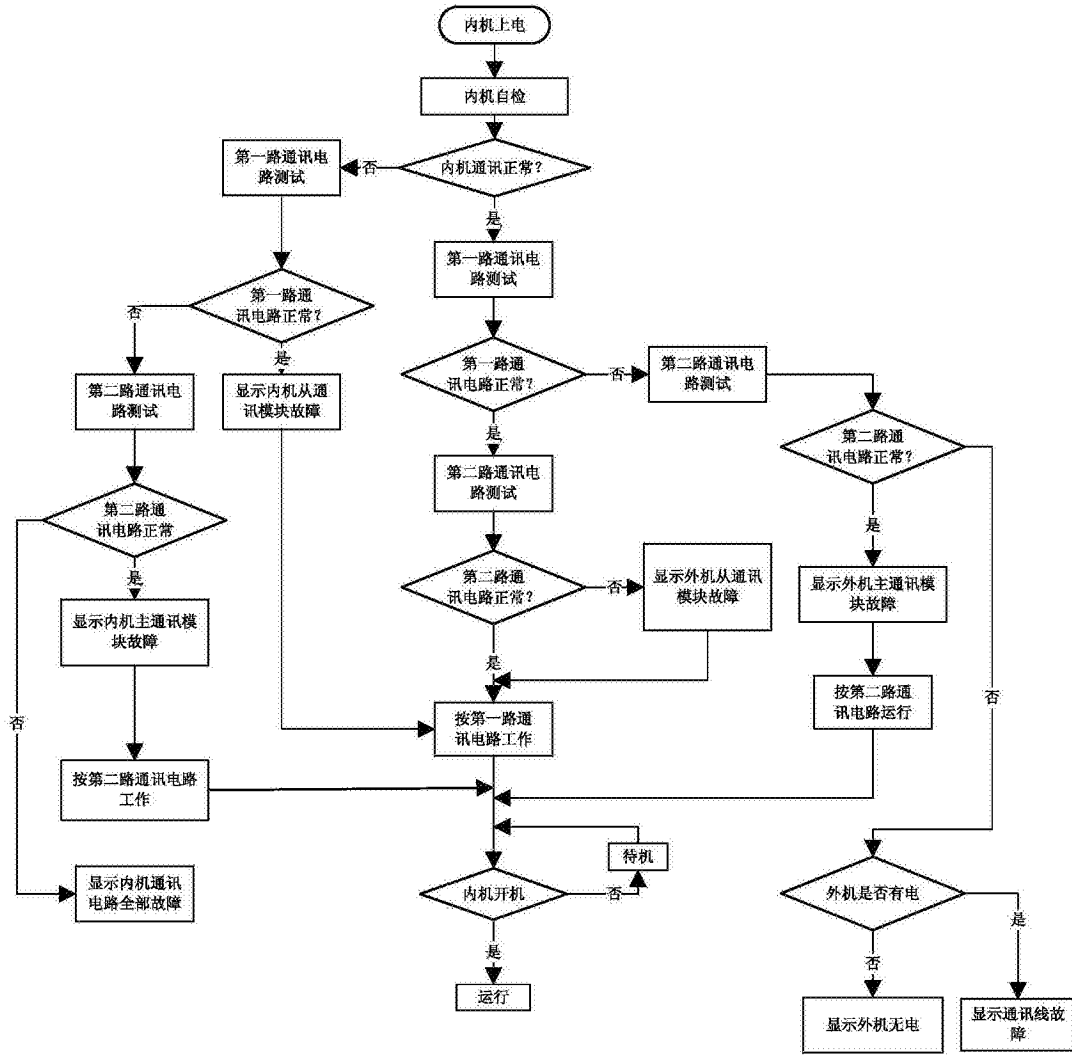 内机上电
内机自检
内机通讯正常?
否
第一路通讯电
路测试
是
第一路通讯电
路测试
第一路通
讯电路正常?
否
是
第二路通讯电
路测试
显示内机从通
讯模块故障
第一路通
讯电路正常?
否
第二路通讯电
路测试
是
第二路通
讯电路正常?
第二路通讯电
路测试
第二路通
讯电路正常
是
否
显示内机主通讯模
块故障
按第二路通讯电路
工作
显示内机通讯
电路全部故障
第二路通
讯电路正常?
否
显示外机从通讯
模块故障
是
按第一路通
讯电路工作
是
显示外机主通讯模
块故障
按第二路通
讯电路运行
否
待机
内机开机
否
是
运行
外机是否有电
是
否
显示外机无电
显示通讯线故
障